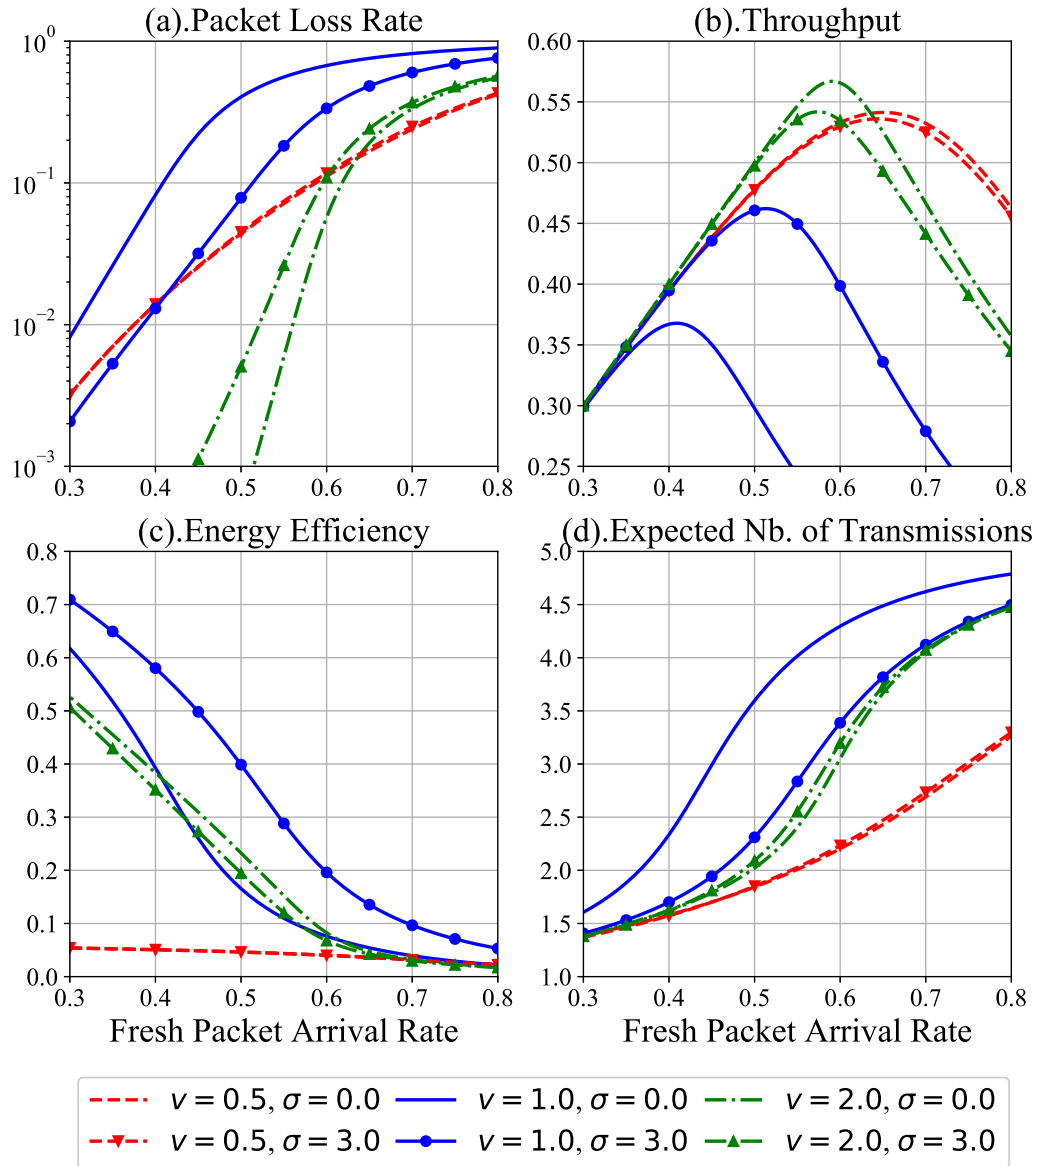 (a).Packet Loss Rate
(b).Throughput
10⁰
10⁻¹
10⁻²
10⁻³
0.3 0.4 0.5 0.6 0.7 0.8
0.60
0.55
0.50
0.45
0.40
0.35
0.30
0.25
0.3 0.4 0.5 0.6 0.7 0.8
(c).Energy Efficiency
(d).Expected Nb. of Transmissions
0.8
0.7
0.6
0.5
0.4
0.3
0.2
0.1
0.0
0.3 0.4 0.5 0.6 0.7 0.8
5.0
4.5
4.0
3.5
3.0
2.5
2.0
1.5
1.0
0.3 0.4 0.5 0.6 0.7 0.8
Fresh Packet Arrival Rate
Fresh Packet Arrival Rate
v = 0.5, σ = 0.0 v = 1.0, σ = 0.0 v = 2.0, σ = 0.0
v = 0.5, σ = 3.0 v = 1.0, σ = 3.0 v = 2.0, σ = 3.0